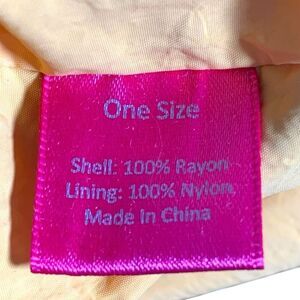 One Size
Shell: 100% Rayon
Lining: 100% Nylon,
Made In China